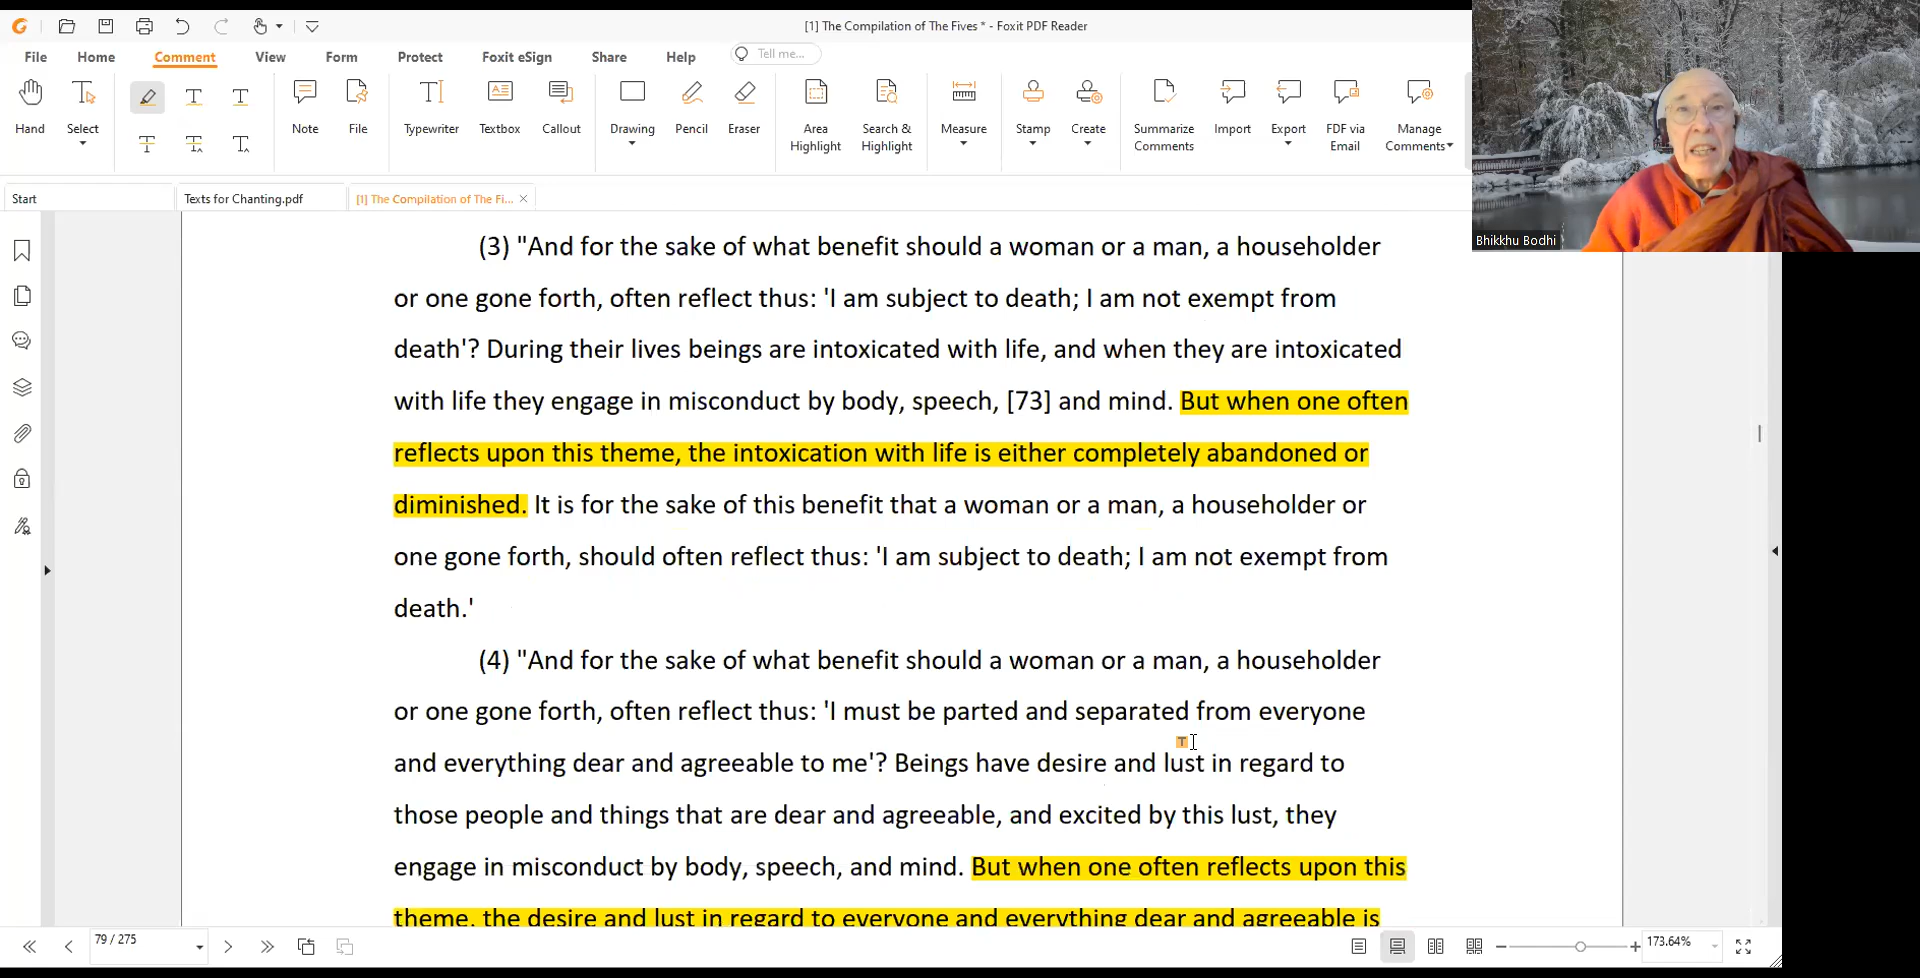 [1] The Compilation of The Fives * - Foxit PDF Reader
File Home Comment View Form Protect Foxit eSign Share Help Tell me...
Hand Select Note File Typewriter Textbox Callout Drawing Pencil Eraser Area Highlight Search & Highlight Measure Stamp Create Summarize Comments Import Export FDF via Email Manage Comments
Bhikkhu Bodhi
Start Texts for Chanting.pdf [1] The Compilation of The Fi...
(3) "And for the sake of what benefit should a woman or a man, a householder
or one gone forth, often reflect thus: 'I am subject to death; I am not exempt from
death'? During their lives beings are intoxicated with life, and when they are intoxicated
with life they engage in misconduct by body, speech, [73] and mind. But when one often
reflects upon this theme, the intoxication with life is either completely abandoned or
diminished. It is for the sake of this benefit that a woman or a man, a householder or
one gone forth, should often reflect thus: 'I am subject to death; I am not exempt from
death.'
(4) "And for the sake of what benefit should a woman or a man, a householder
or one gone forth, often reflect thus: 'I must be parted and separated from everyone
and everything dear and agreeable to me'? Beings have desire and lust in regard to
those people and things that are dear and agreeable, and excited by this lust, they
engage in misconduct by body, speech, and mind. But when one often reflects upon this
theme, the desire and lust in regard to everyone and everything dear and agreeable is
79 / 275 173.64%